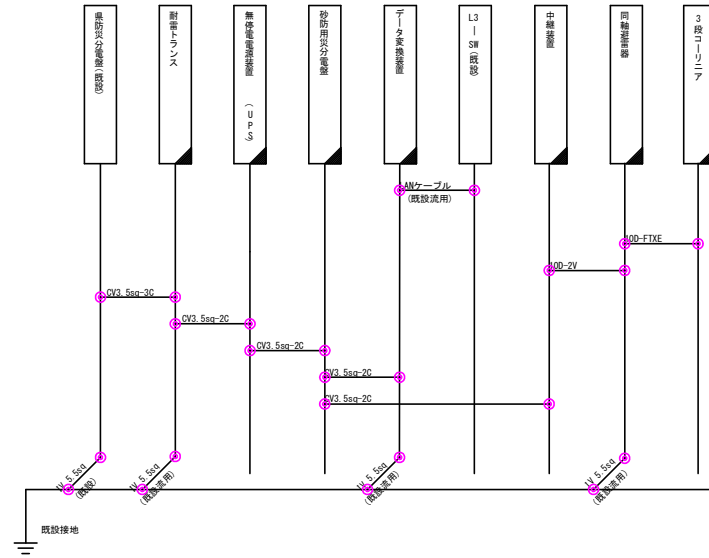 県防災分電盤(既設)
耐雷トランス
無停電電源装置 (UPS)
砂防用災分電盤
データ変換装置
L3-SW(既設)
中継装置
同軸避雷器
3段コーリニア
LANケーブル
(既設流用)
10D-FTXE
10D-2V
CV3.5sq-3C
CV3.5sq-2C
CV3.5sq-2C
CV3.5sq-2C
CV3.5sq-2C
IV 5.5sq
(既設)
IV 5.5sq
(既設流用)
IV 5.5sq
(既設流用)
IV 5.5sq
(既設流用)
既設接地